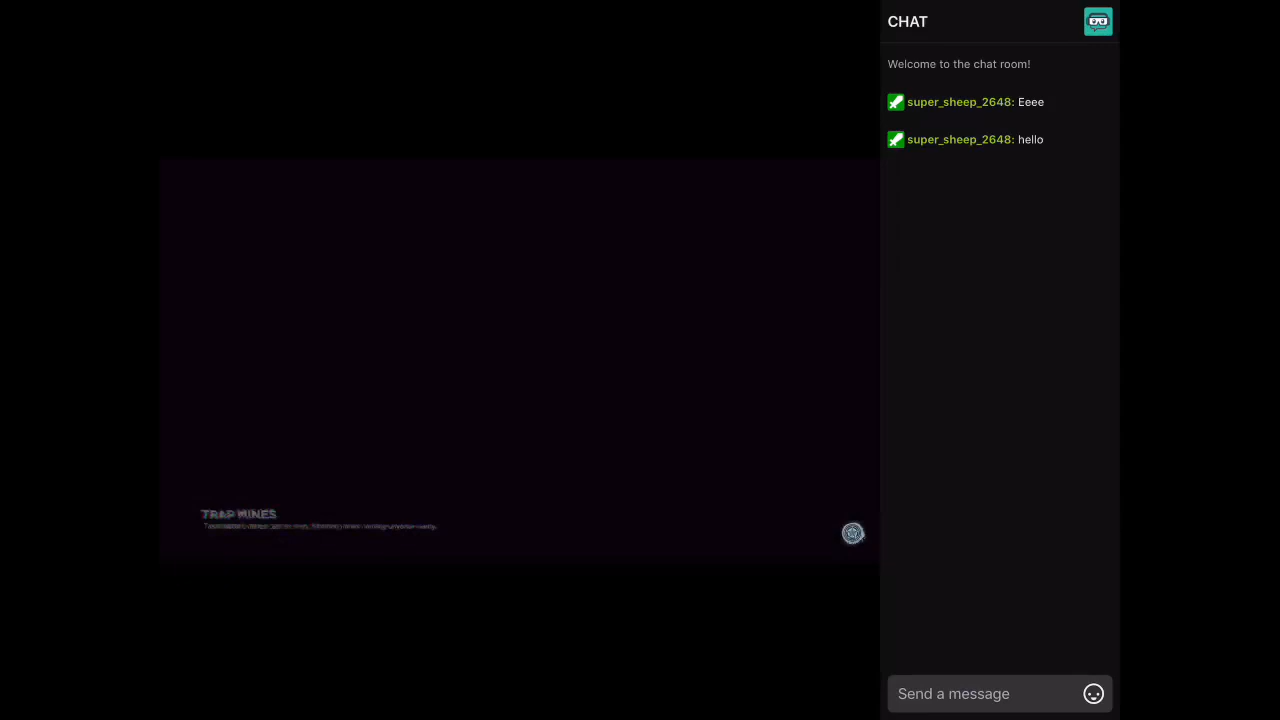 CHAT
Welcome to the chat room!
super_sheep_2648: Eeee
super_sheep_2648: hello
TRAP MINES
Send a message